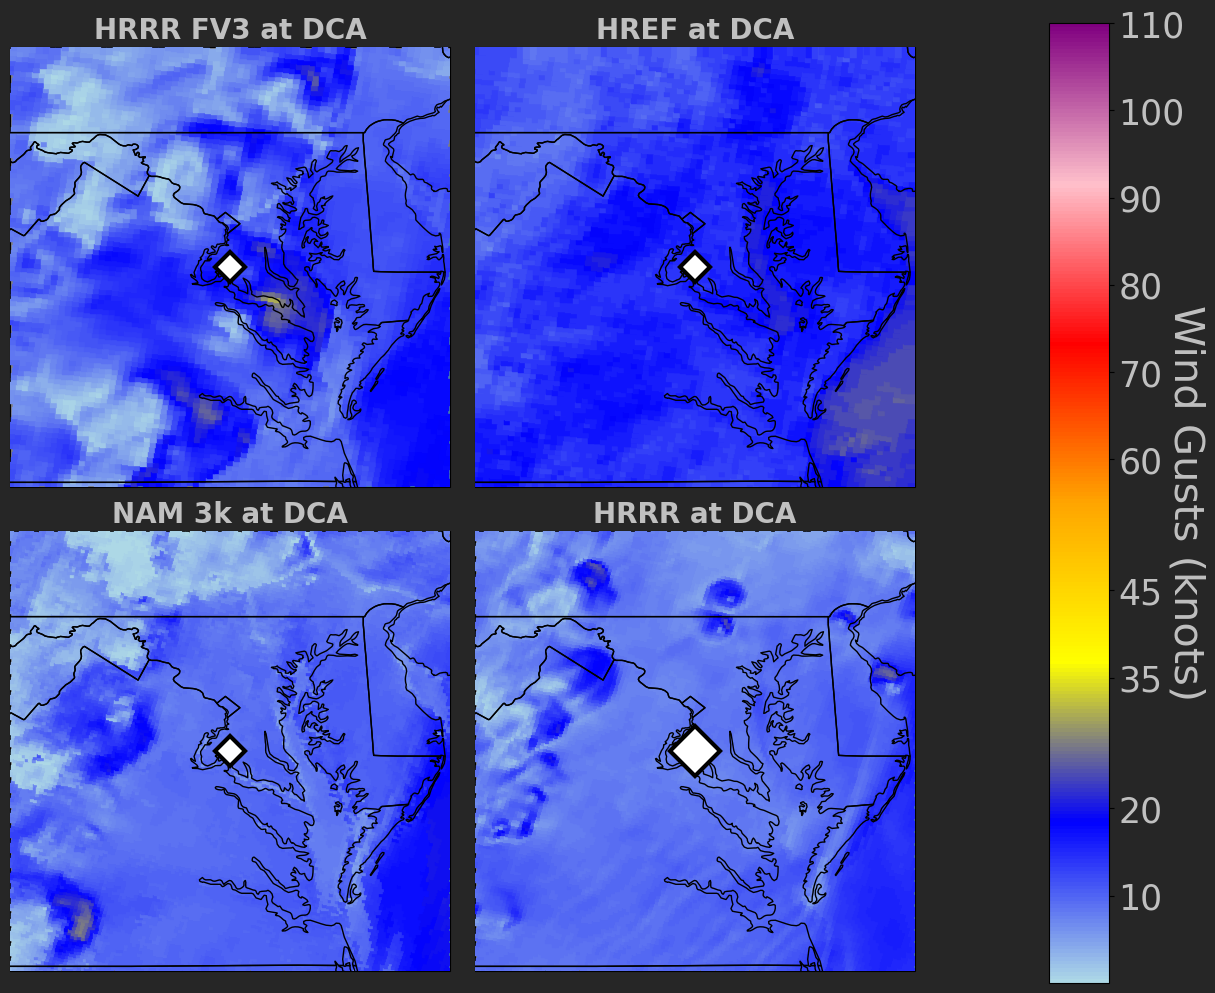 HRRR FV3 at DCA
HREF at DCA
NAM 3k at DCA
HRRR at DCA
110
100
90
80
70
60
45
35
20
10
Wind Gusts (knots)